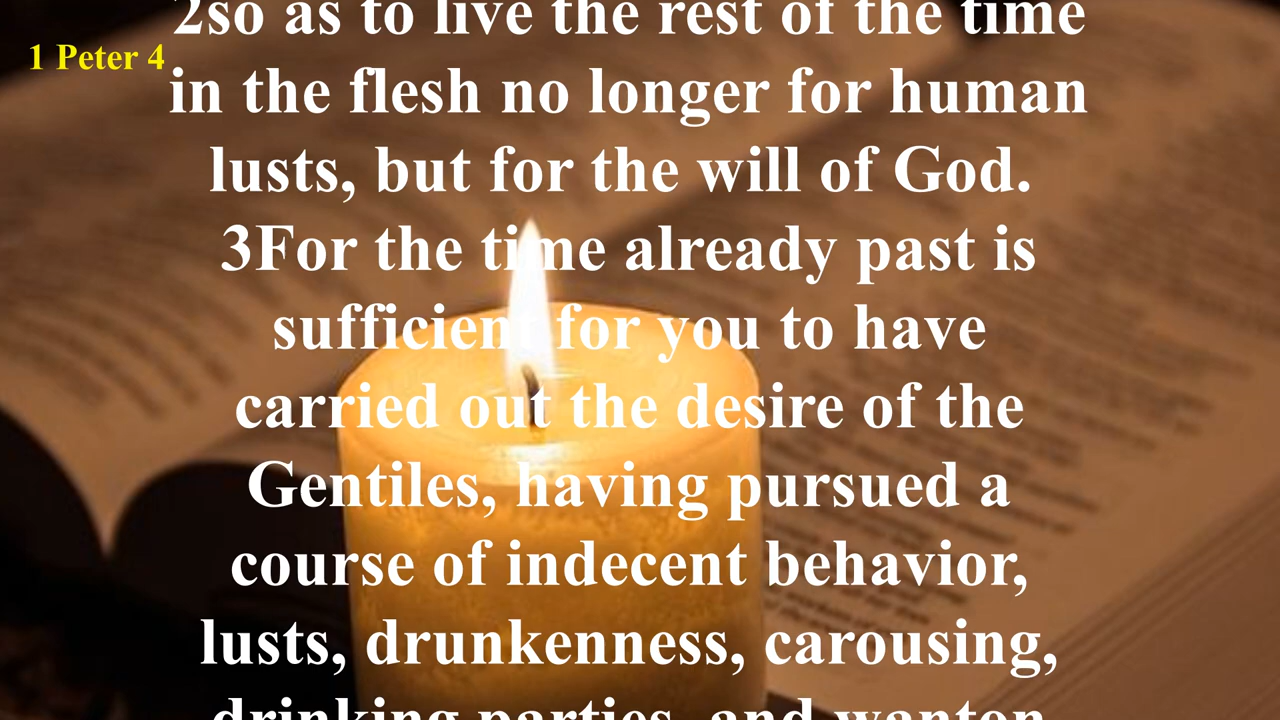 2so as to live the rest of the time
1 Peter 4
in the flesh no longer for human
lusts, but for the will of God.
3For the time already past is
sufficient for you to have
carried out the desire of the
Gentiles, having pursued a
course of indecent behavior,
lusts, drunkenness, carousing,
drinking parties, and wanton